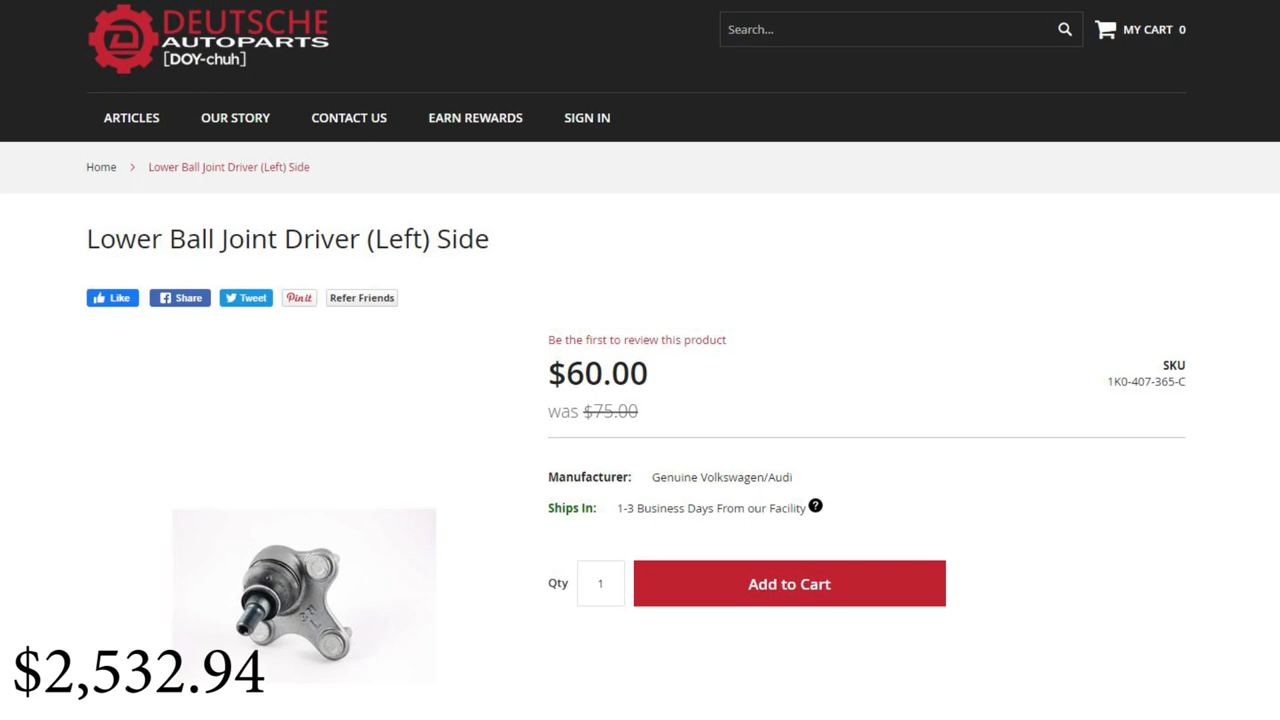 DEUTSCHE
AUTOPARTS
[DOY-chuh]
Search...
MY CART 0
ARTICLES OUR STORY CONTACT US EARN REWARDS SIGN IN
Home > Lower Ball Joint Driver (Left) Side
Lower Ball Joint Driver (Left) Side
Like Share Tweet Pin it Refer Friends
Be the first to review this product
$60.00
was $75.00
SKU
1K0-407-365-C
Manufacturer: Genuine Volkswagen/Audi
Ships In: 1-3 Business Days From our Facility ?
Qty 1 Add to Cart
$2,532.94